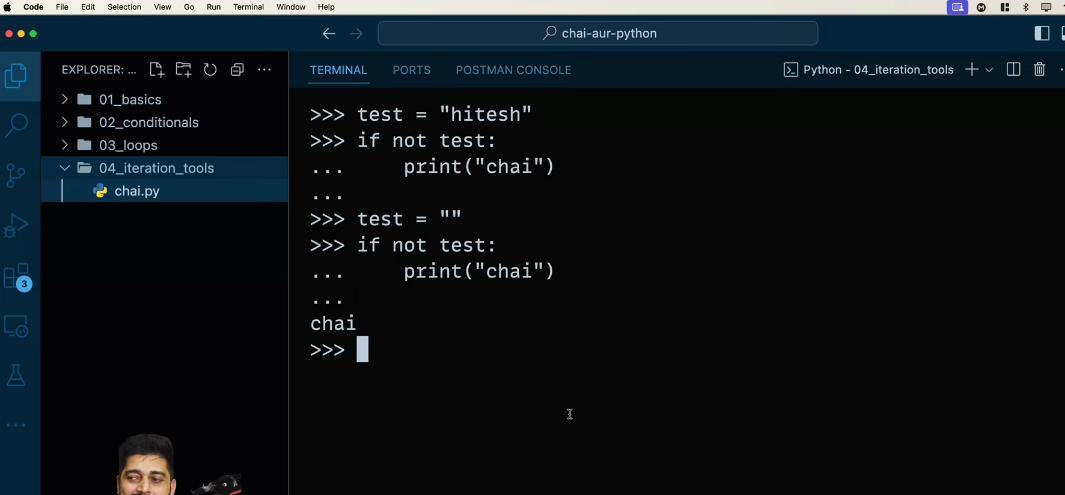 Code File Edit Selection View Go Run Terminal Window Help
chai-aur-python
EXPLORER: ...
TERMINAL PORTS POSTMAN CONSOLE
Python - 04_iteration_tools
01_basics
02_conditionals
03_loops
04_iteration_tools
chai.py
3
>>> test = "hitesh"
>>> if not test:
...     print("chai")
...
>>> test = ""
>>> if not test:
...     print("chai")
...
chai
>>>